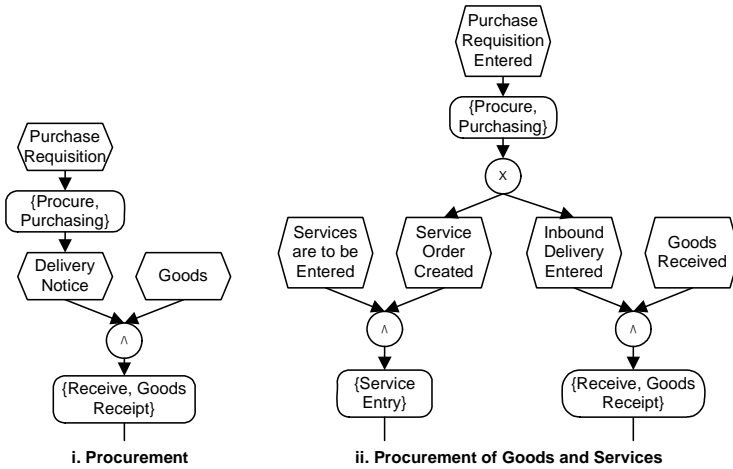 Purchase
Requisition
{Procure,
Purchasing}
Delivery
Notice
Goods
∧
{Receive, Goods
Receipt}
i. Procurement
Purchase
Requisition
Entered
{Procure,
Purchasing}
X
Services
are to be
Entered
Service
Order
Created
Inbound
Delivery
Entered
Goods
Received
∧
∧
{Service
Entry}
{Receive, Goods
Receipt}
ii. Procurement of Goods and Services